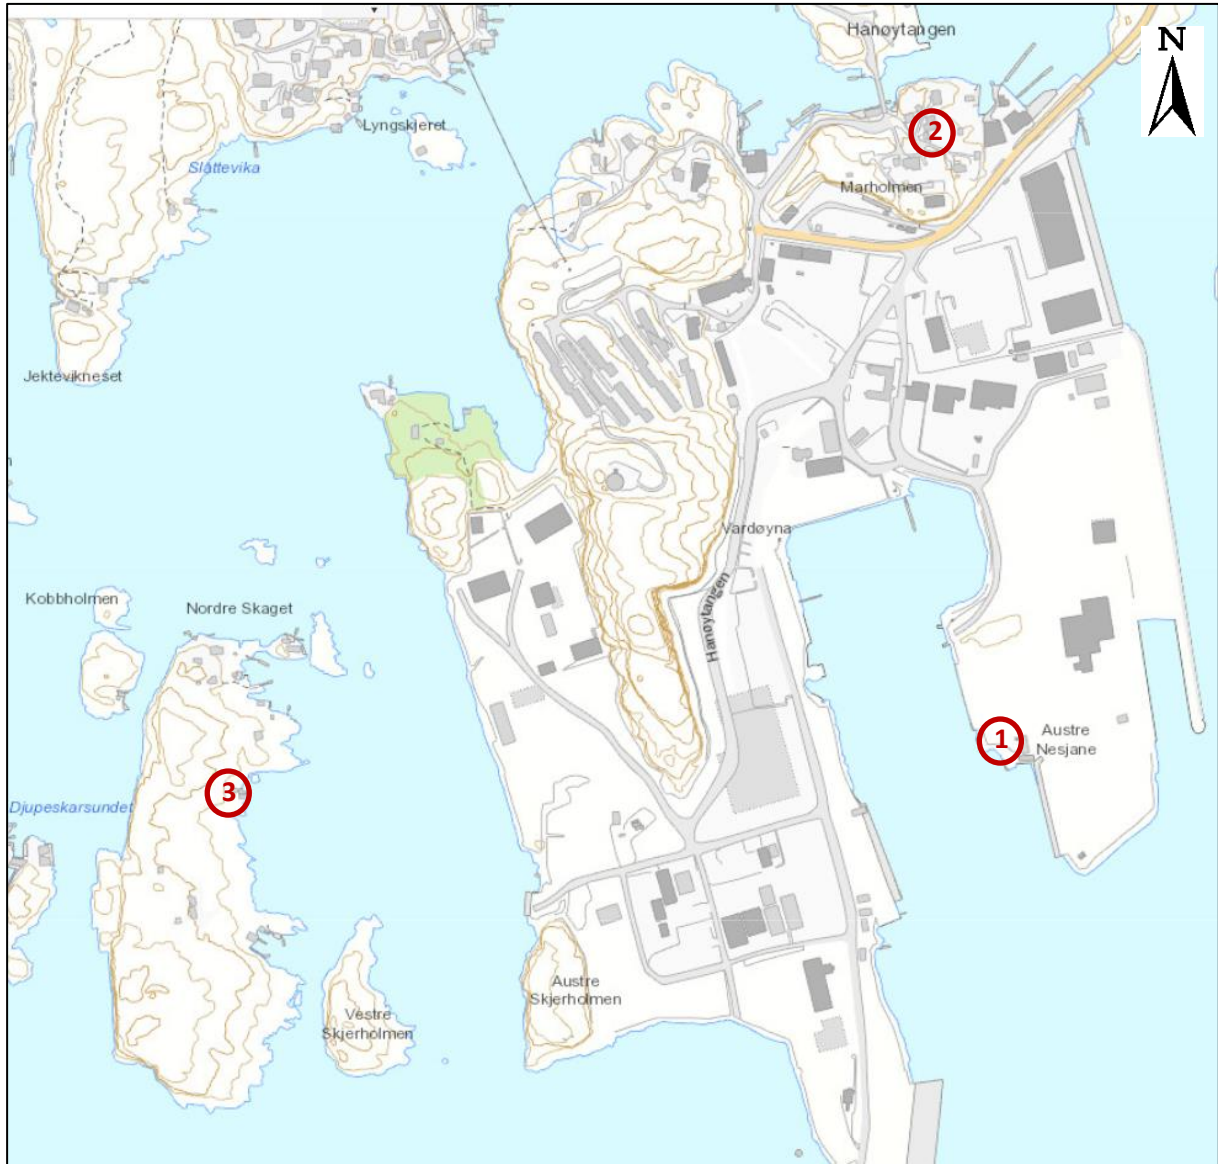 Hanøytangen
N
2
Lyngskjeret
Slåttevika
Marholmen
Jektevikneset
Vardøyna
Kobbholmen
Nordre Skaget
Hanøytangen
1
Austre
Nesjane
3
Djupeskarsundet
Austre
Skjerholmen
Vestre
Skjerholmen